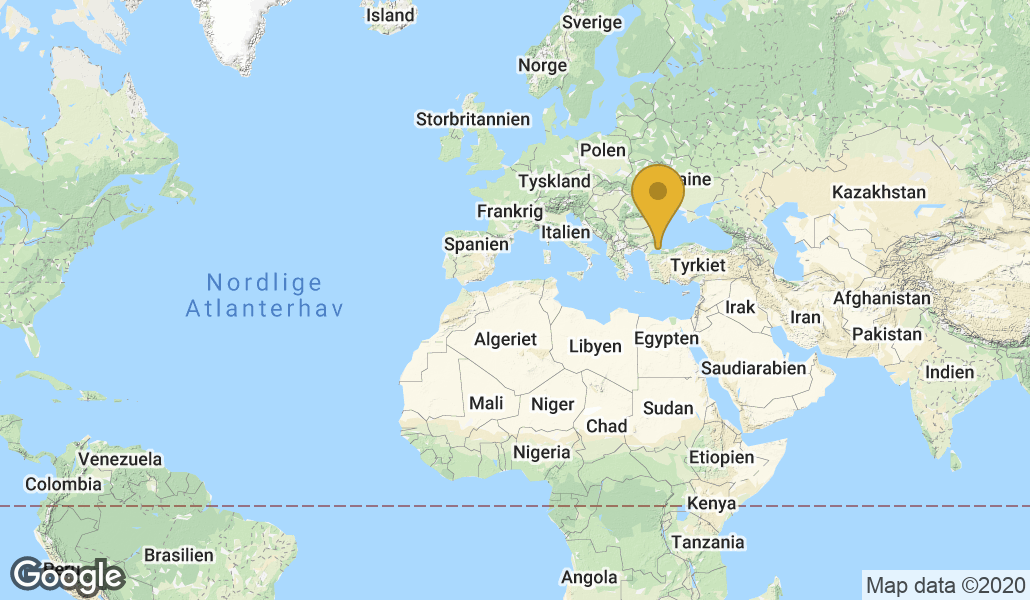 Island
Sverige
Norge
Storbritannien
Polen
Tyskland
aine
Kazakhstan
Frankrig
Italien
Spanien
Tyrkiet
Nordlige
Atlanterhav
Afghanistan
Irak
Iran
Pakistan
Algeriet
Libyen
Egypten
Saudiarabien
Indien
Mali
Niger
Sudan
Chad
Nigeria
Etiopien
Venezuela
Colombia
Kenya
Tanzania
Brasilien
Peru
Angola
Google
Map data ©2020